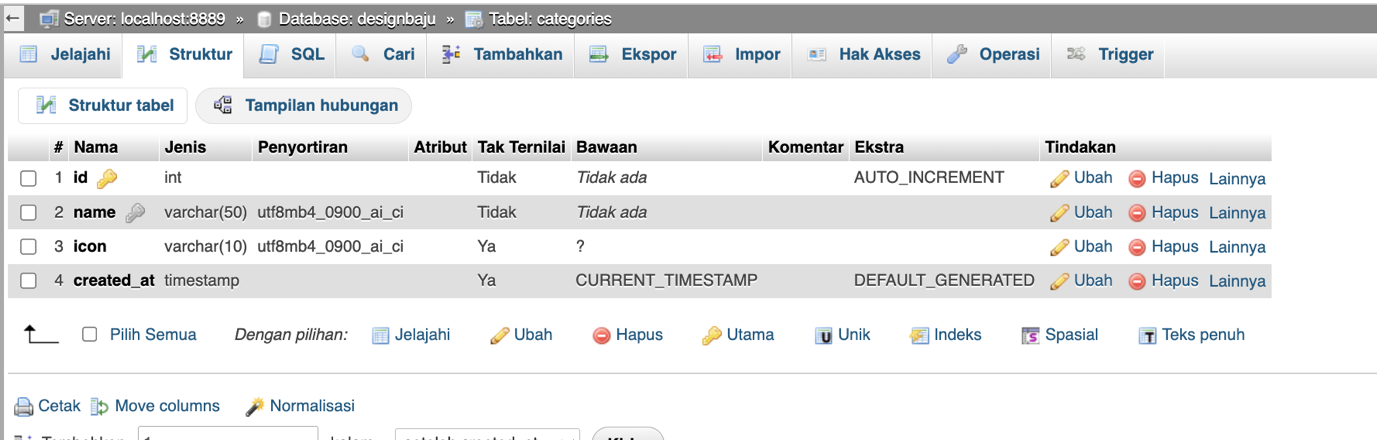 Server: localhost:8889 » Database: designbaju » Tabel: categories
Jelajahi Struktur SQL Cari Tambahkan Ekspor Impor Hak Akses Operasi Trigger
Struktur tabel Tampilan hubungan
# Nama Jenis Penyortiran Atribut Tak Ternilai Bawaan Komentar Ekstra Tindakan
1 id int Tidak Tidak ada AUTO_INCREMENT Ubah Hapus Lainnya
2 name varchar(50) utf8mb4_0900_ai_ci Tidak Tidak ada Ubah Hapus Lainnya
3 icon varchar(10) utf8mb4_0900_ai_ci Ya ? Ubah Hapus Lainnya
4 created_at timestamp Ya CURRENT_TIMESTAMP DEFAULT_GENERATED Ubah Hapus Lainnya
Pilih Semua Dengan pilihan: Jelajahi Ubah Hapus Utama Unik Indeks Spasial Teks penuh
Cetak Move columns Normalisasi